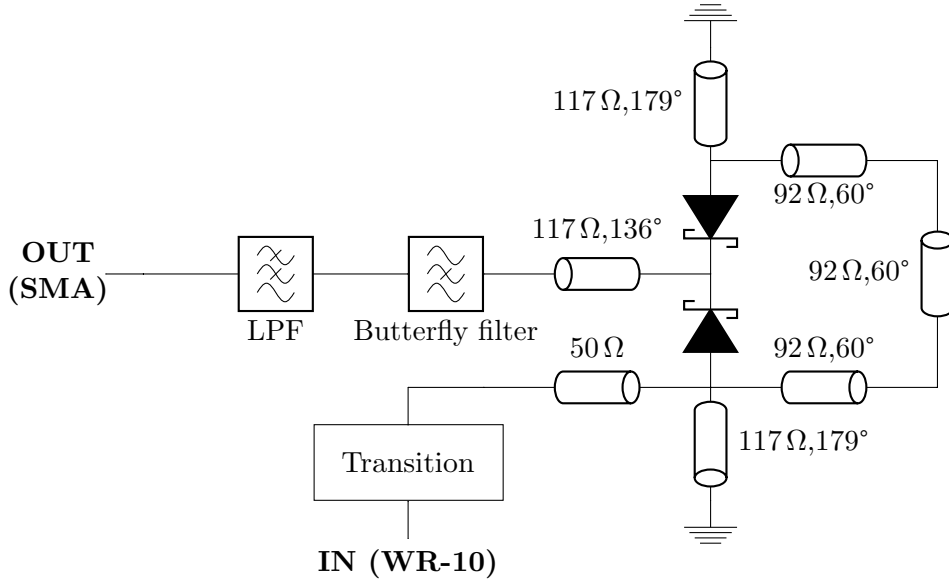 117 Ω,179°
92 Ω,60°
OUT
(SMA)
117 Ω,136°
92 Ω,60°
LPF
Butterfly filter
50 Ω
92 Ω,60°
117 Ω,179°
Transition
IN (WR-10)